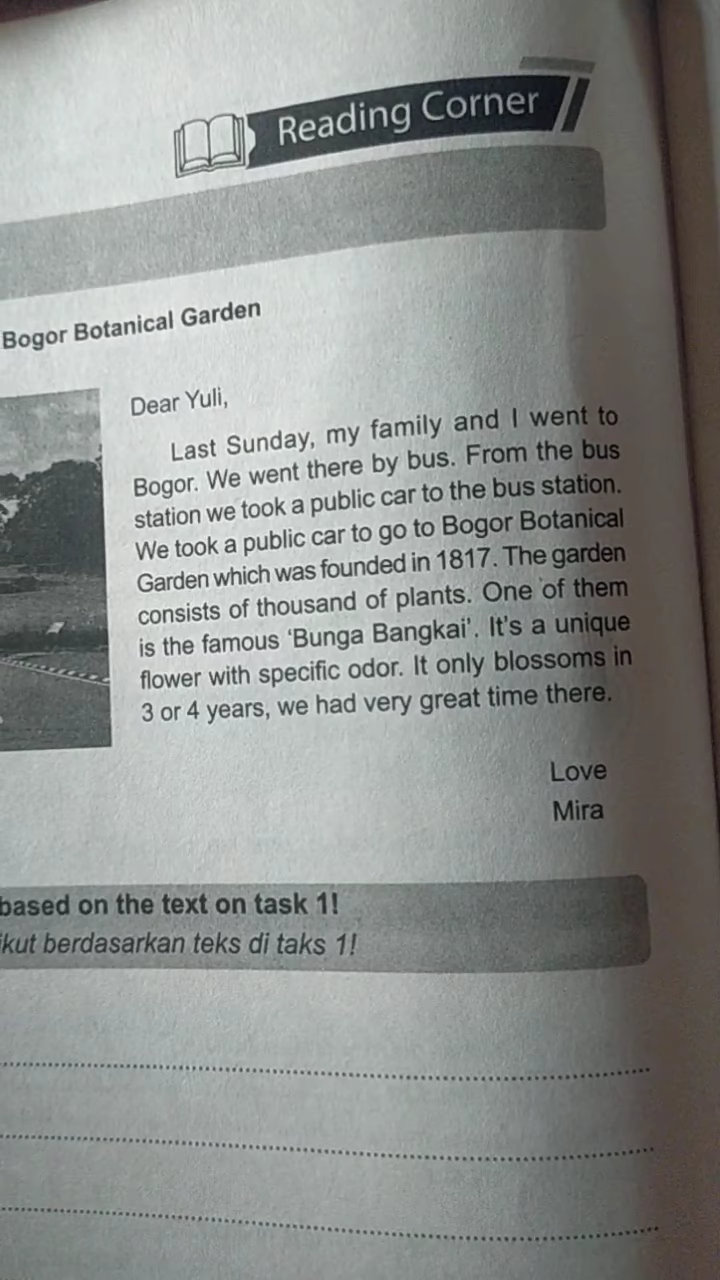 Reading Corner
Bogor Botanical Garden
Dear Yuli,
Last Sunday, my family and I went to
Bogor. We went there by bus. From the bus
station we took a public car to the bus station.
We took a public car to go to Bogor Botanical
Garden which was founded in 1817. The garden
consists of thousand of plants. One of them
is the famous ‘Bunga Bangkai’. It’s a unique
flower with specific odor. It only blossoms in
3 or 4 years, we had very great time there.
Love
Mira
based on the text on task 1!
ikut berdasarkan teks di taks 1!